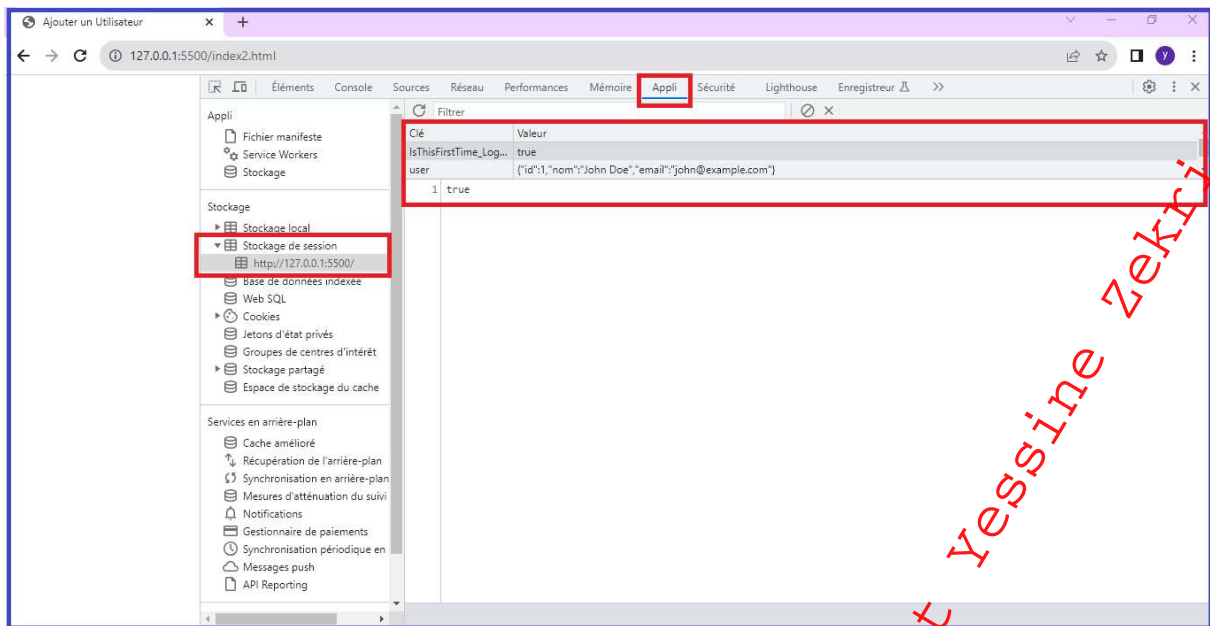 Ajouter un Utilisateur
127.0.0.1:5500/index2.html
y
Éléments Console Sources Réseau Performances Mémoire Appli Sécurité Lighthouse Enregistreur
Appli
Fichier manifeste
Service Workers
Stockage
Stockage
Stockage local
Stockage de session
http://127.0.0.1:5500/
Base de données indexée
Web SQL
Cookies
Jetons d'état privés
Groupes de centres d'intérêt
Stockage partagé
Espace de stockage du cache
Services en arrière-plan
Cache amélioré
Récupération de l'arrière-plan
Synchronisation en arrière-plan
Mesures d'atténuation du suivi
Notifications
Gestionnaire de paiements
Synchronisation périodique en
Messages push
API Reporting
Filtrer
Clé Valeur
IsThisFirstTime_Log... true
user {"id":1,"nom":"John Doe","email":"john@example.com"}
1 true
t Yessine Zekri